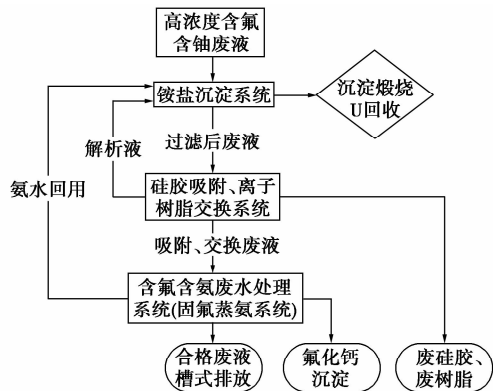 高浓度含氟
含铀废液
铵盐沉淀系统
沉淀煅烧
U回收
解析液
过滤后废液
氨水回用
硅胶吸附、离子
树脂交换系统
吸附、交换废液
含氟含氨废水处理
系统(固氟蒸氨系统)
合格废液
槽式排放
氟化钙
沉淀
废硅胶、
废树脂